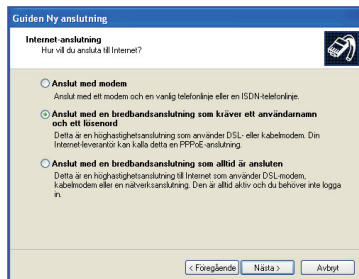 Guiden Ny anslutning
Internet-anslutning
Hur vill du ansluta till Internet?
Anslut med modem
Anslut med ett modem och en vanlig telefonlinje eller en ISDN-telefonlinje.
Anslut med en bredbandsanslutning som kräver ett användarnamn
och ett lösenord
Detta är en höghastighetsanslutning som använder DSL- eller kabelmodem. Din
Internet-leverantör kan kalla detta en PPPoE-anslutning.
Anslut med en bredbandsanslutning som alltid är ansluten
Detta är en höghastighetsanslutning till Internet som använder DSL-modem,
kabelmodem eller en nätverksanslutning. Den är alltid aktiv och du behöver inte logga
in.
< Föregående Nästa > Avbryt